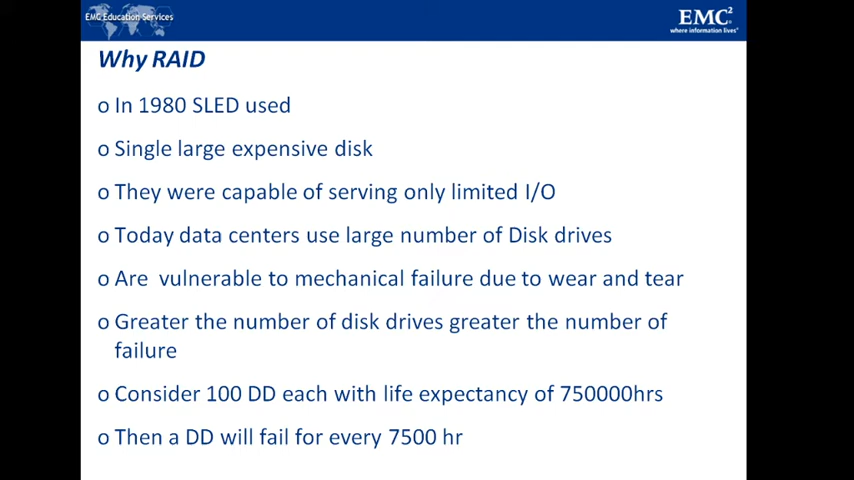 EMC Education Services
EMC²
where information lives®
Why RAID
o In 1980 SLED used
o Single large expensive disk
o They were capable of serving only limited I/O
o Today data centers use large number of Disk drives
o Are vulnerable to mechanical failure due to wear and tear
o Greater the number of disk drives greater the number of
failure
o Consider 100 DD each with life expectancy of 750000hrs
o Then a DD will fail for every 7500 hr